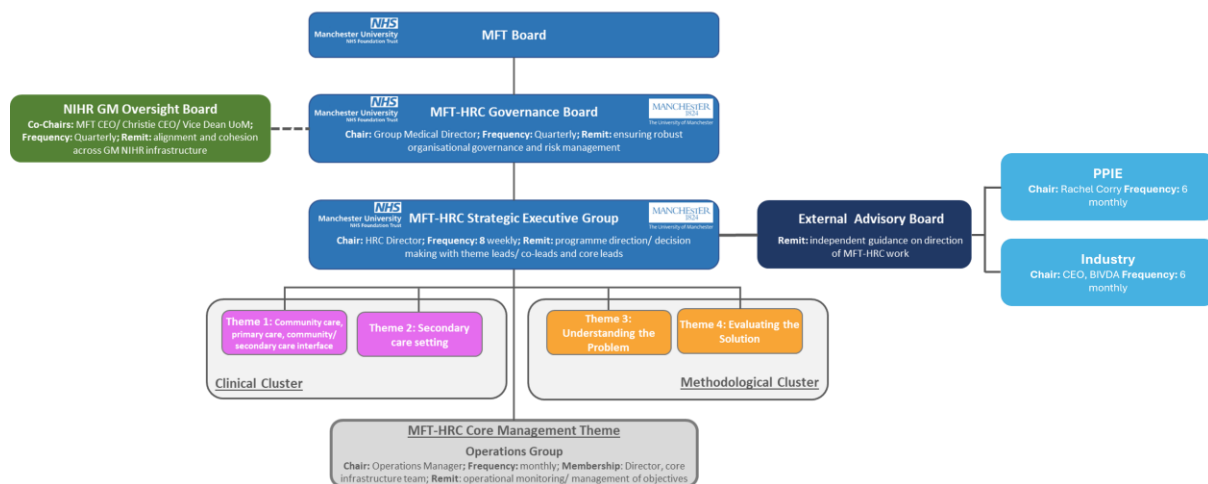 NHS
Manchester University
NHS Foundation Trust
MFT Board
NIHR GM Oversight Board
Co-Chairs: MFT CEO/ Christie CEO/ Vice Dean UoM;
Frequency: Quarterly; Remit: alignment and cohesion
across GM NIHR infrastructure
NHS
Manchester University
NHS Foundation Trust
MFT-HRC Governance Board
MANCHESTER
1824
The University of Manchester
Chair: Group Medical Director; Frequency: Quarterly; Remit: ensuring robust
organisational governance and risk management
NHS
Manchester University
NHS Foundation Trust
MFT-HRC Strategic Executive Group
MANCHESTER
1824
The University of Manchester
Chair: HRC Director; Frequency: 8 weekly; Remit: programme direction/ decision
making with theme leads/ co-leads and core leads
External Advisory Board
Remit: independent guidance on direction
of MFT-HRC work
PPIE
Chair: Rachel Corry Frequency: 6
monthly
Industry
Chair: CEO, BIVDA Frequency: 6
monthly
Theme 1: Community care,
primary care, community/
secondary care interface
Theme 2: Secondary
care setting
Clinical Cluster
Theme 3:
Understanding the
Problem
Theme 4: Evaluating the
Solution
Methodological Cluster
MFT-HRC Core Management Theme
Operations Group
Chair: Operations Manager; Frequency: monthly; Membership: Director, core
infrastructure team; Remit: operational monitoring/ management of objectives